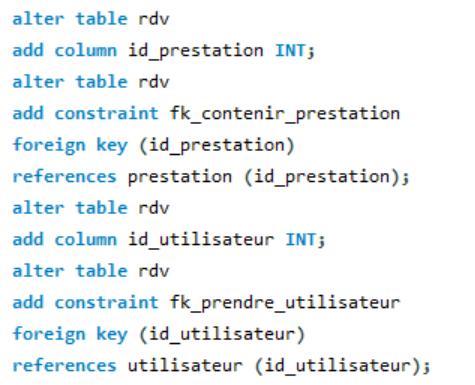 alter table rdv
add column id_prestation INT;
alter table rdv
add constraint fk_contenir_prestation
foreign key (id_prestation)
references prestation (id_prestation);
alter table rdv
add column id_utilisateur INT;
alter table rdv
add constraint fk_prendre_utilisateur
foreign key (id_utilisateur)
references utilisateur (id_utilisateur);